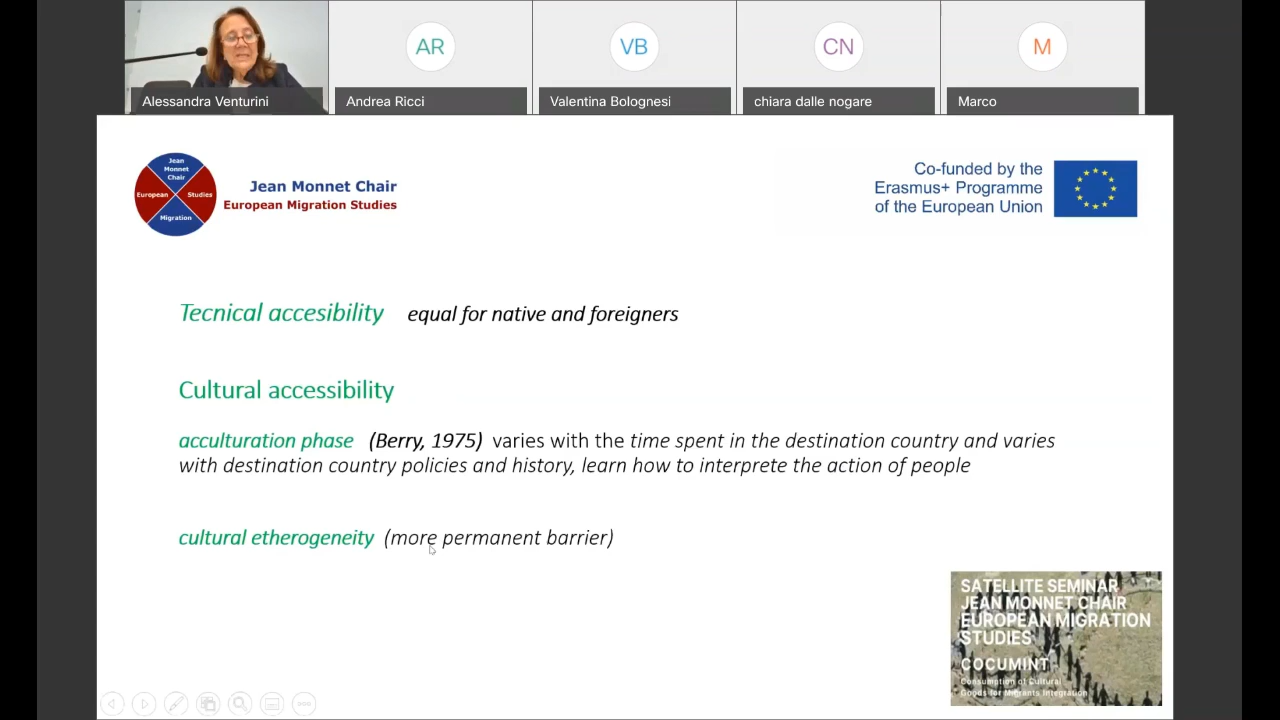 AR
VB
CN
M
Alessandra Venturini
Andrea Ricci
Valentina Bolognesi
chiara dalle nogare
Marco
Jean
Monnet
Chair
European
Studies
Migration
Jean Monnet Chair
European Migration Studies
Co-funded by the
Erasmus+ Programme
of the European Union
Tecnical accesibility equal for native and foreigners
Cultural accessibility
acculturation phase (Berry, 1975) varies with the time spent in the destination country and varies
with destination country policies and history, learn how to interprete the action of people
cultural etherogeneity (more permanent barrier)
SATELLITE SEMINAR
JEAN MONNET CHAIR
EUROPEAN MIGRATION
STUDIES
COCUMINT
Consumption of Cultural
Goods for Migrants Integration